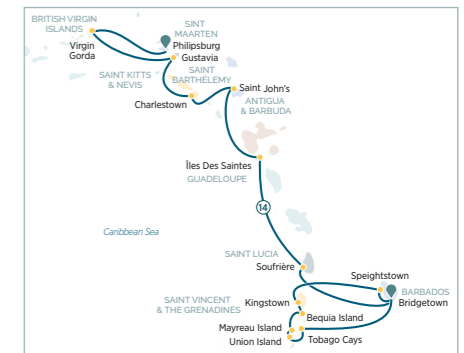 BRITISH VIRGIN
ISLANDS
Virgin
Gorda
SINT
MAARTEN
Philipsburg
Gustavia
SAINT
BARTHÉLEMY
SAINT KITTS
& NEVIS
Charlestown
Saint John's
ANTIGUA
& BARBUDA
Îles Des Saintes
GUADELOUPE
14
Caribbean Sea
SAINT LUCIA
Soufrière
Speightstown
BARBADOS
Bridgetown
SAINT VINCENT
& THE GRENADINES
Kingstown
Bequia Island
Mayreau Island
Union Island
Tobago Cays